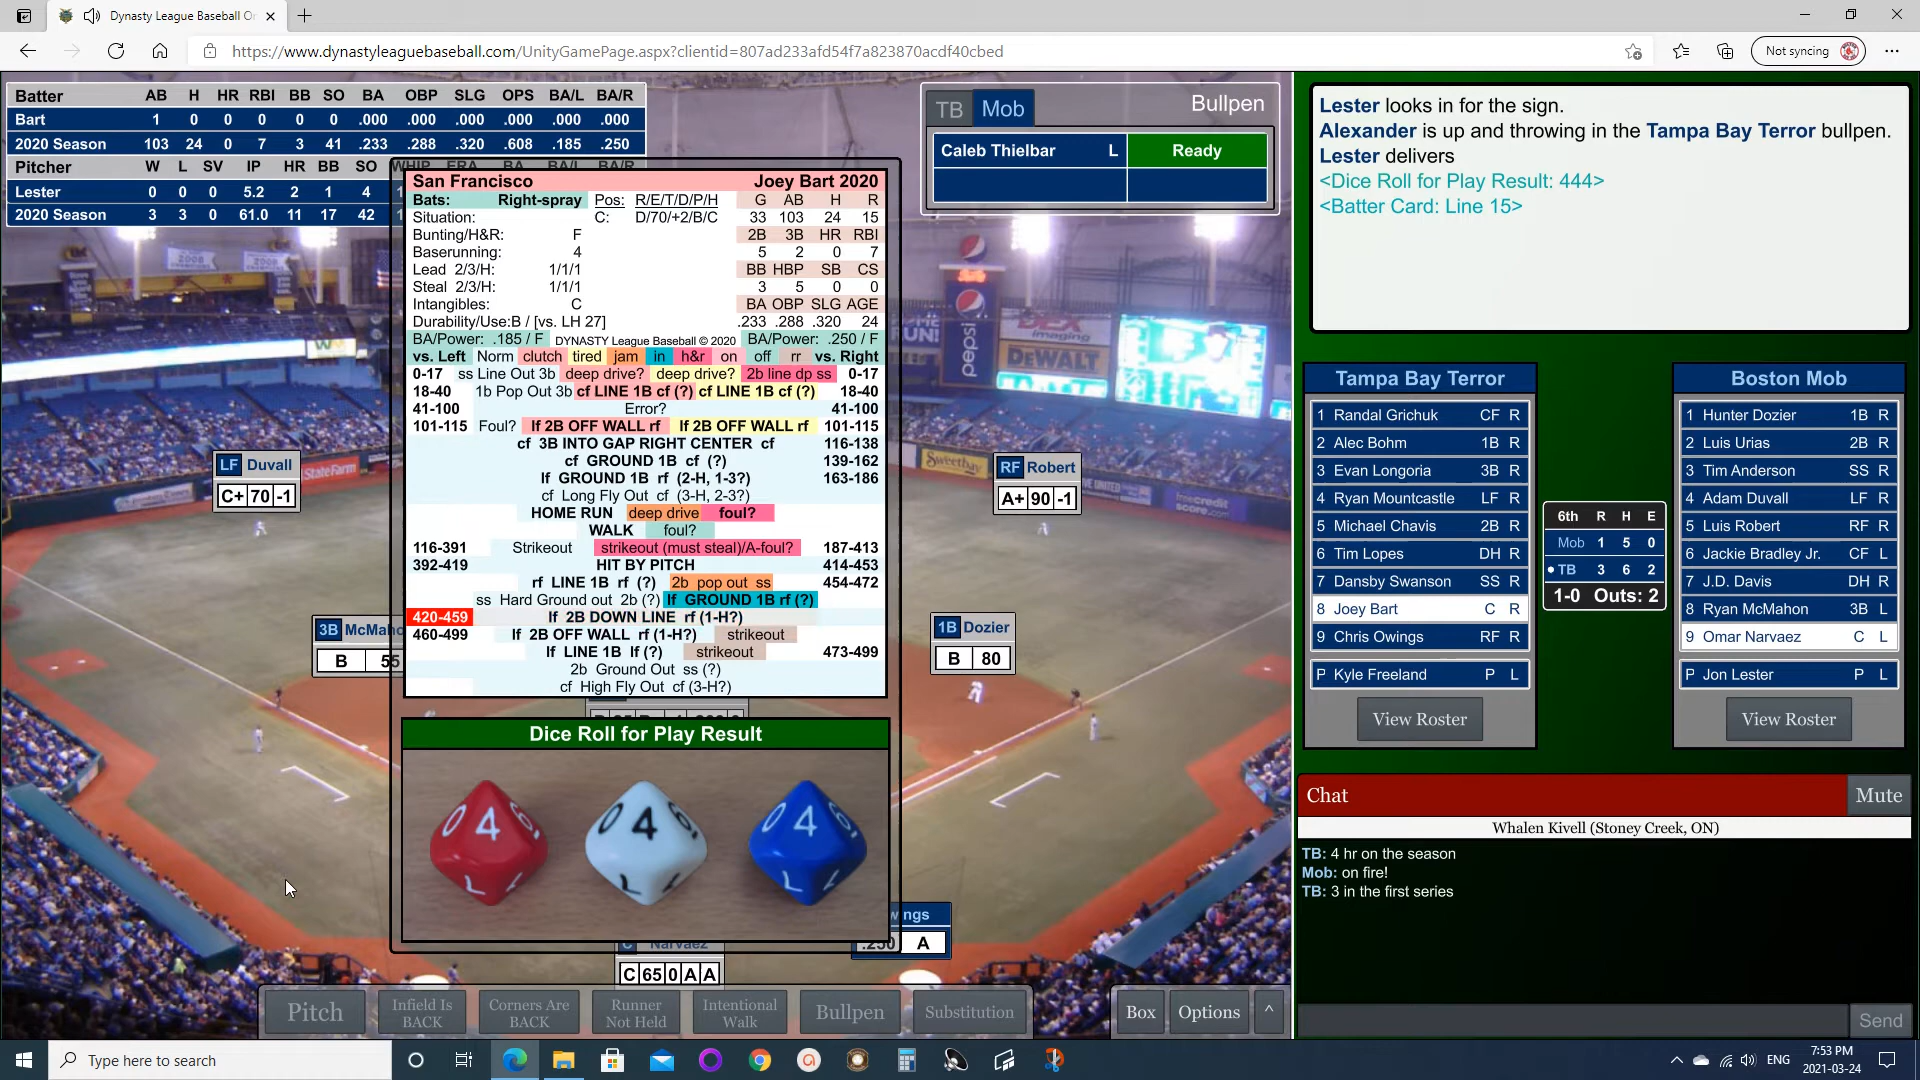 Dynasty League Baseball O
https://www.dynastyleaguebaseball.com/UnityGamePage.aspx?clientid=807ad233afd54f7a823870acdf40cbed
Not syncing
Batter AB H HR RBI BB SO BA OBP SLG OPS BA/L BA/R
Bart 1 0 0 0 0 0 .000 .000 .000 .000 .000 .000
2020 Season 103 24 0 7 3 41 .233 .288 .320 .608 .185 .250
Pitcher W L SV IP HR BB SO WHIP ERA BA BA/L BA/R
Lester 0 0 0 5.2 2 1 4
2020 Season 3 3 0 61.0 11 17 42
TB Mob Bullpen
Caleb Thielbar L Ready
San Francisco Joey Bart 2020
Bats: Right-spray Pos: R/E/T/D/P/H G AB H R
Situation: C: D/70/+2/B/C 33 103 24 15
Bunting/H&R: F 2B 3B HR RBI
Baserunning: 4 5 2 0 7
Lead 2/3/H: 1/1/1 BB HBP SB CS
Steal 2/3/H: 1/1/1 3 5 0 0
Intangibles: C BA OBP SLG AGE
Durability/Use:B / [vs. LH 27] .233 .288 .320 24
BA/Power: .185 / F DYNASTY League Baseball © 2020 BA/Power: .250 / F
vs. Left Norm clutch tired jam in h&r on off rr vs. Right
0-17 ss Line Out 3b deep drive? deep drive? 2b line dp ss 0-17
18-40 1b Pop Out 3b cf LINE 1B cf (?) cf LINE 1B cf (?) 18-40
41-100 Error? 41-100
101-115 Foul? lf 2B OFF WALL rf lf 2B OFF WALL rf 101-115
cf 3B INTO GAP RIGHT CENTER cf 116-138
cf GROUND 1B cf (?) 139-162
lf GROUND 1B rf (2-H, 1-3?) 163-186
cf Long Fly Out cf (3-H, 2-3?)
HOME RUN deep drive foul?
WALK foul?
116-391 Strikeout strikeout (must steal)/A-foul? 187-413
392-419 HIT BY PITCH 414-453
rf LINE 1B rf (?) 2b pop out ss 454-472
ss Hard Ground out 2b (?) lf GROUND 1B rf (?)
420-459 lf 2B DOWN LINE rf (1-H?)
460-499 lf 2B OFF WALL rf (1-H?) strikeout
lf LINE 1B lf (?) strikeout 473-499
2b Ground Out ss (?)
cf High Fly Out cf (3-H?)
Dice Roll for Play Result
0 4 6 0 4 6 0 4 6
LF Duvall
C+ 70 -1
RF Robert
A+ 90 -1
3B McMaho
B 55
1B Dozier
B 80
wings
.250 A
C Narvaez
C 65 0 A A
pepsi
DEWALT
State Farm
Sweetbay
Lester looks in for the sign.
Alexander is up and throwing in the Tampa Bay Terror bullpen.
Lester delivers
<Dice Roll for Play Result: 444>
<Batter Card: Line 15>
Tampa Bay Terror
1 Randal Grichuk CF R
2 Alec Bohm 1B R
3 Evan Longoria 3B R
4 Ryan Mountcastle LF R
5 Michael Chavis 2B R
6 Tim Lopes DH R
7 Dansby Swanson SS R
8 Joey Bart C R
9 Chris Owings RF R
P Kyle Freeland P L
View Roster
6th R H E
Mob 1 5 0
TB 3 6 2
1-0 Outs: 2
Boston Mob
1 Hunter Dozier 1B R
2 Luis Urias 2B R
3 Tim Anderson SS R
4 Adam Duvall LF R
5 Luis Robert RF R
6 Jackie Bradley Jr. CF L
7 J.D. Davis DH R
8 Ryan McMahon 3B L
9 Omar Narvaez C L
P Jon Lester P L
View Roster
Chat Mute
Whalen Kivell (Stoney Creek, ON)
TB: 4 hr on the season
Mob: on fire!
TB: 3 in the first series
Send
Pitch
Infield Is BACK
Corners Are BACK
Runner Not Held
Intentional Walk
Bullpen
Substitution
Box
Options
^
Type here to search
ENG
7:53 PM
2021-03-24